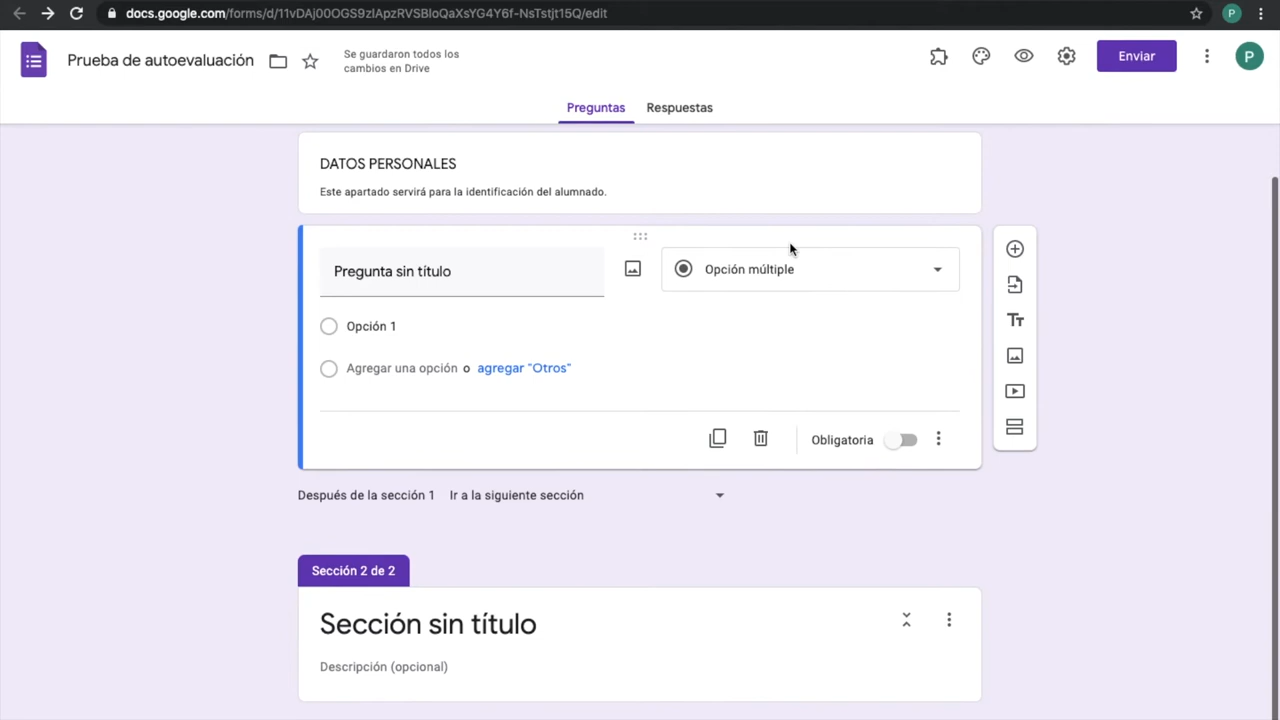 docs.google.com/forms/d/11vDAj00OGS9zIApzRVSBIoQaXsYG4Y6f-NsTstjt15Q/edit
P
Prueba de autoevaluación
Se guardaron todos los
cambios en Drive
Enviar
P
Preguntas
Respuestas
DATOS PERSONALES
Este apartado servirá para la identificación del alumnado.
Pregunta sin título
Opción múltiple
Opción 1
Agregar una opción o agregar "Otros"
Tт
Obligatoria
Después de la sección 1 Ir a la siguiente sección
Sección 2 de 2
Sección sin título
Descripción (opcional)